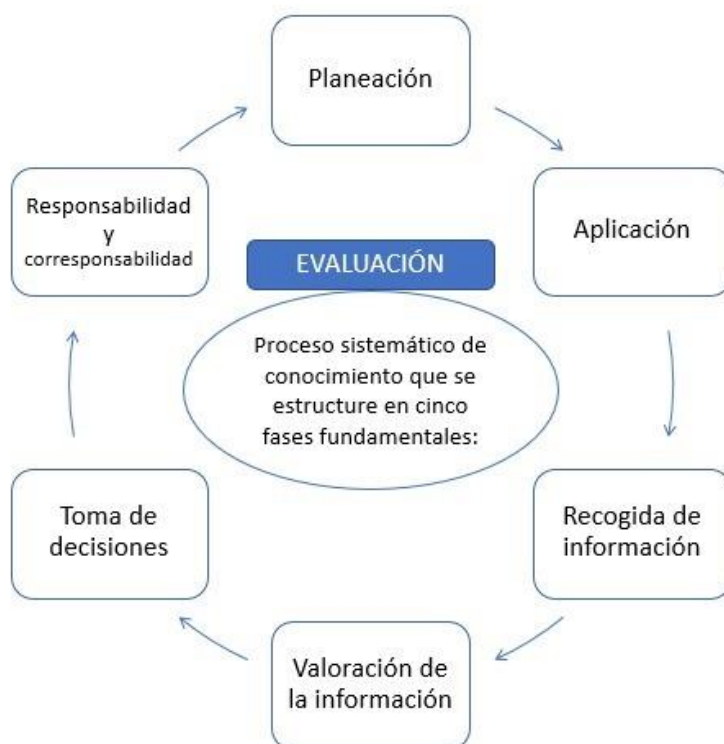 Planeación
Aplicación
Recogida de
información
Valoración de
la información
Toma de
decisiones
Responsabilidad
y
corresponsabilidad
EVALUACIÓN
Proceso sistemático de
conocimiento que se
estructure en cinco
fases fundamentales: